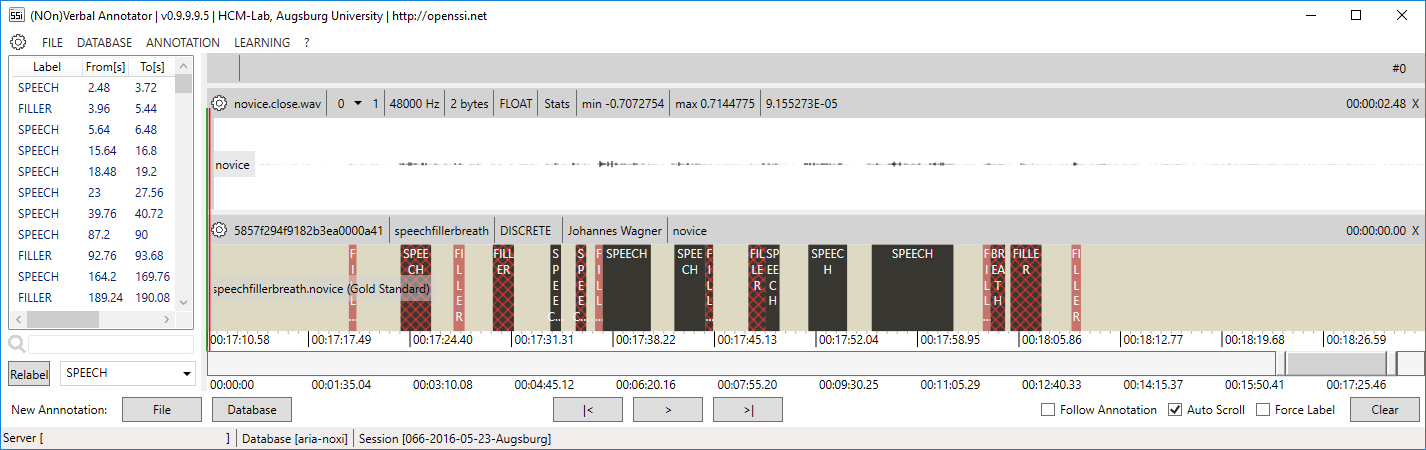 SSi (NOn)Verbal Annotator | v0.9.9.9.5 | HCM-Lab, Augsburg University | http://openssi.net
FILE DATABASE ANNOTATION LEARNING ?
Label From[s] To[s]
SPEECH 2.48 3.72
FILLER 3.96 5.44
SPEECH 5.64 6.48
SPEECH 15.64 16.8
SPEECH 18.48 19.2
SPEECH 23 27.56
SPEECH 39.76 40.72
SPEECH 87.2 90
FILLER 92.76 93.68
SPEECH 164.2 169.76
FILLER 189.24 190.08
Relabel SPEECH
#0
novice.close.wav 0 1 48000 Hz 2 bytes FLOAT Stats min -0.7072754 max 0.7144775 9.155273E-05 00:00:02.48 X
novice
5857f294f9182b3ea0000a41 speechfillerbreath DISCRETE Johannes Wagner novice 00:00:00.00 X
FIL... SPEECH FILLER FILLER SPEEC... SPEEC... FILL... SPEECH SPEECH FILL... FILLER SPEECH SPEECH SPEECH FILL... BREATH FILLER FILLER
speechfillerbreath.novice (Gold Standard)
00:17:10.58 00:17:17.49 00:17:24.40 00:17:31.31 00:17:38.22 00:17:45.13 00:17:52.04 00:17:58.95 00:18:05.86 00:18:12.77 00:18:19.68 00:18:26.59
00:00:00 00:01:35.04 00:03:10.08 00:04:45.12 00:06:20.16 00:07:55.20 00:09:30.25 00:11:05.29 00:12:40.33 00:14:15.37 00:15:50.41 00:17:25.46
New Annnotation: File Database |< > >| Follow Annotation Auto Scroll Force Label Clear
Server [ ] Database [aria-noxi] Session [066-2016-05-23-Augsburg]